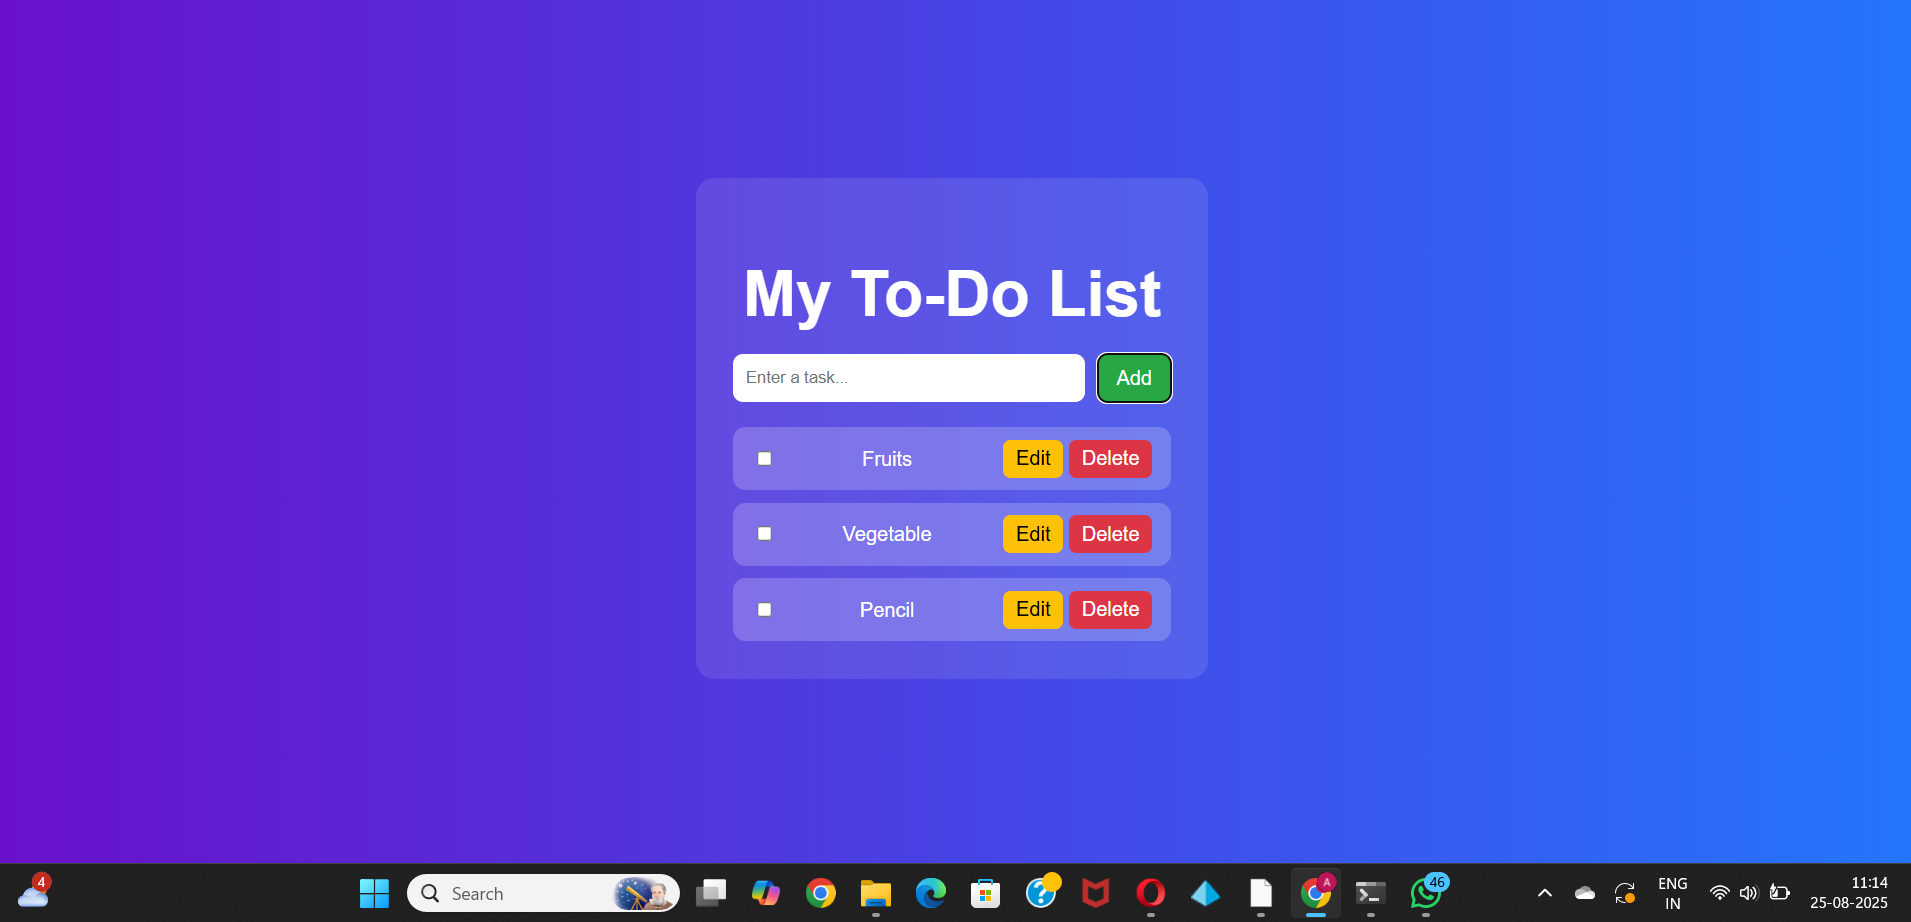 My To-Do List
Enter a task...
Add
Fruits
Edit
Delete
Vegetable
Edit
Delete
Pencil
Edit
Delete
4
Search
A
46
ENG
IN
11:14
25-08-2025